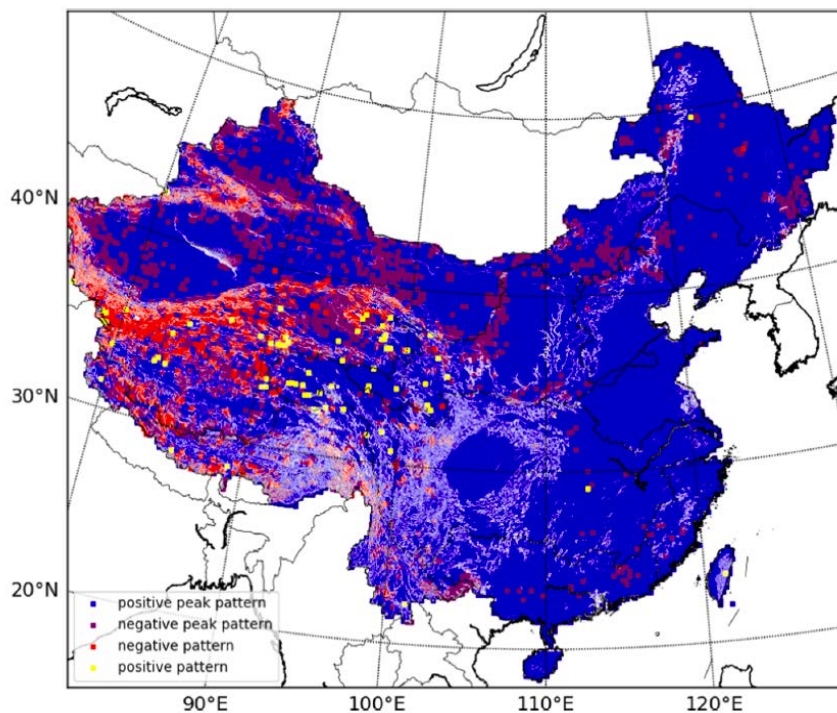 40°N
30°N
20°N
positive peak pattern
negative peak pattern
negative pattern
positive pattern
90°E
100°E
110°E
120°E